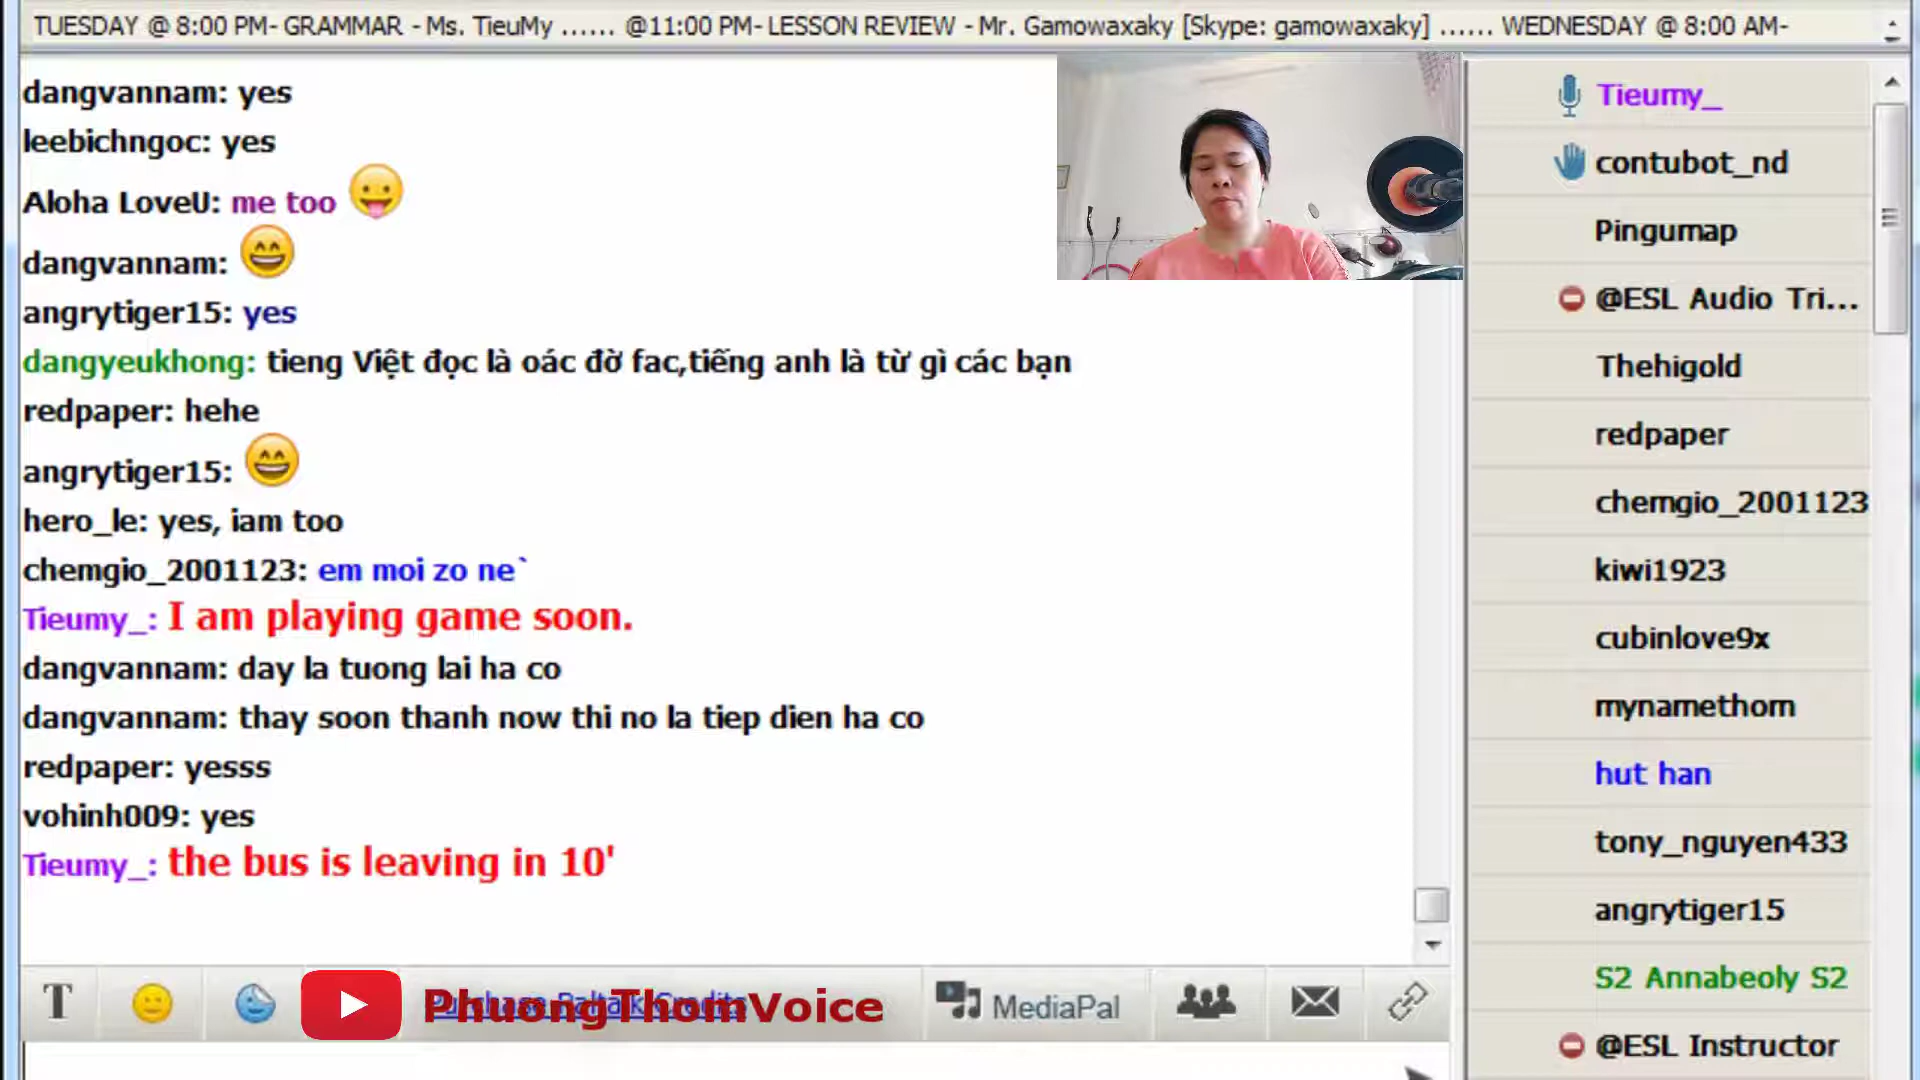 TUESDAY @ 8:00 PM- GRAMMAR - Ms. TieuMy ...... @11:00 PM- LESSON REVIEW - Mr. Gamowaxaky [Skype: gamowaxaky] ...... WEDNESDAY @ 8:00 AM-
dangvannam: yes
leebichngoc: yes
Aloha LoveU: me too
dangvannam:
angrytiger15: yes
dangyeukhong: tieng Việt đọc là oác đờ fac,tiếng anh là từ gì các bạn
redpaper: hehe
angrytiger15:
hero_le: yes, iam too
chemgio_2001123: em moi zo ne`
Tieumy_: I am playing game soon.
dangvannam: day la tuong lai ha co
dangvannam: thay soon thanh now thi no la tiep dien ha co
redpaper: yesss
vohinh009: yes
Tieumy_: the bus is leaving in 10'
T
Purchase Paltalk Credits
PhuongThomVoice
MediaPal
Tieumy_
contubot_nd
Pingumap
@ESL Audio Tri...
Thehigold
redpaper
chemgio_2001123
kiwi1923
cubinlove9x
mynamethom
hut han
tony_nguyen433
angrytiger15
S2 Annabeoly S2
@ESL Instructor